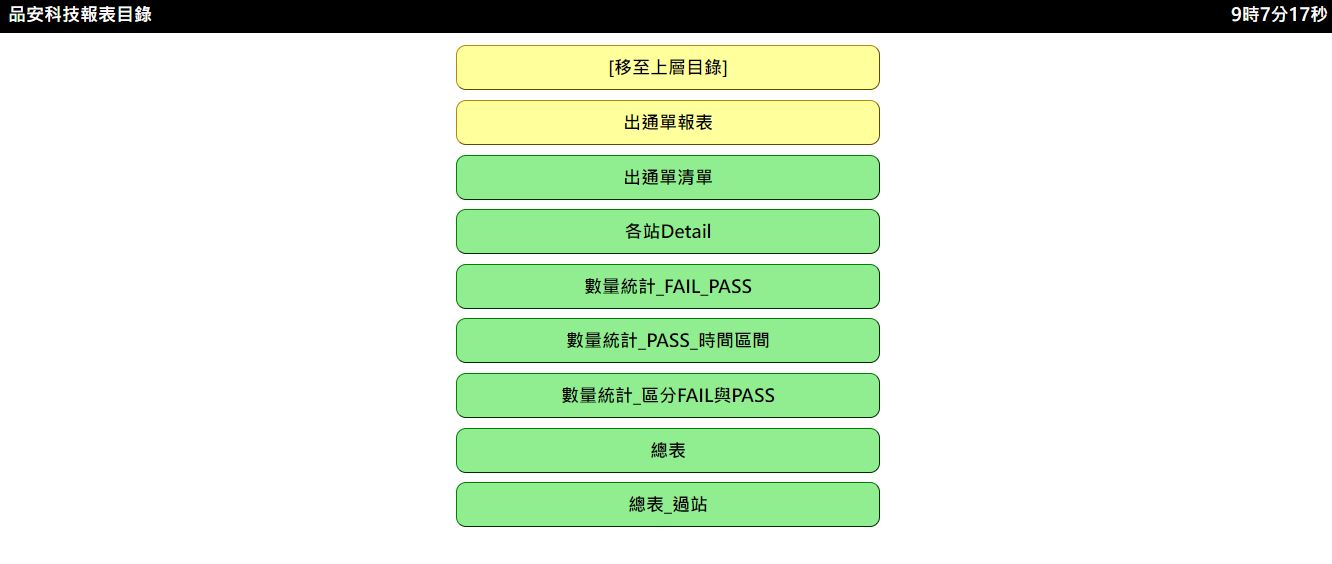 品安科技報表目錄
9時7分17秒
[移至上層目錄]
出通單報表
出通單清單
各站Detail
數量統計_FAIL_PASS
數量統計_PASS_時間區間
數量統計_區分FAIL與PASS
總表
總表_過站